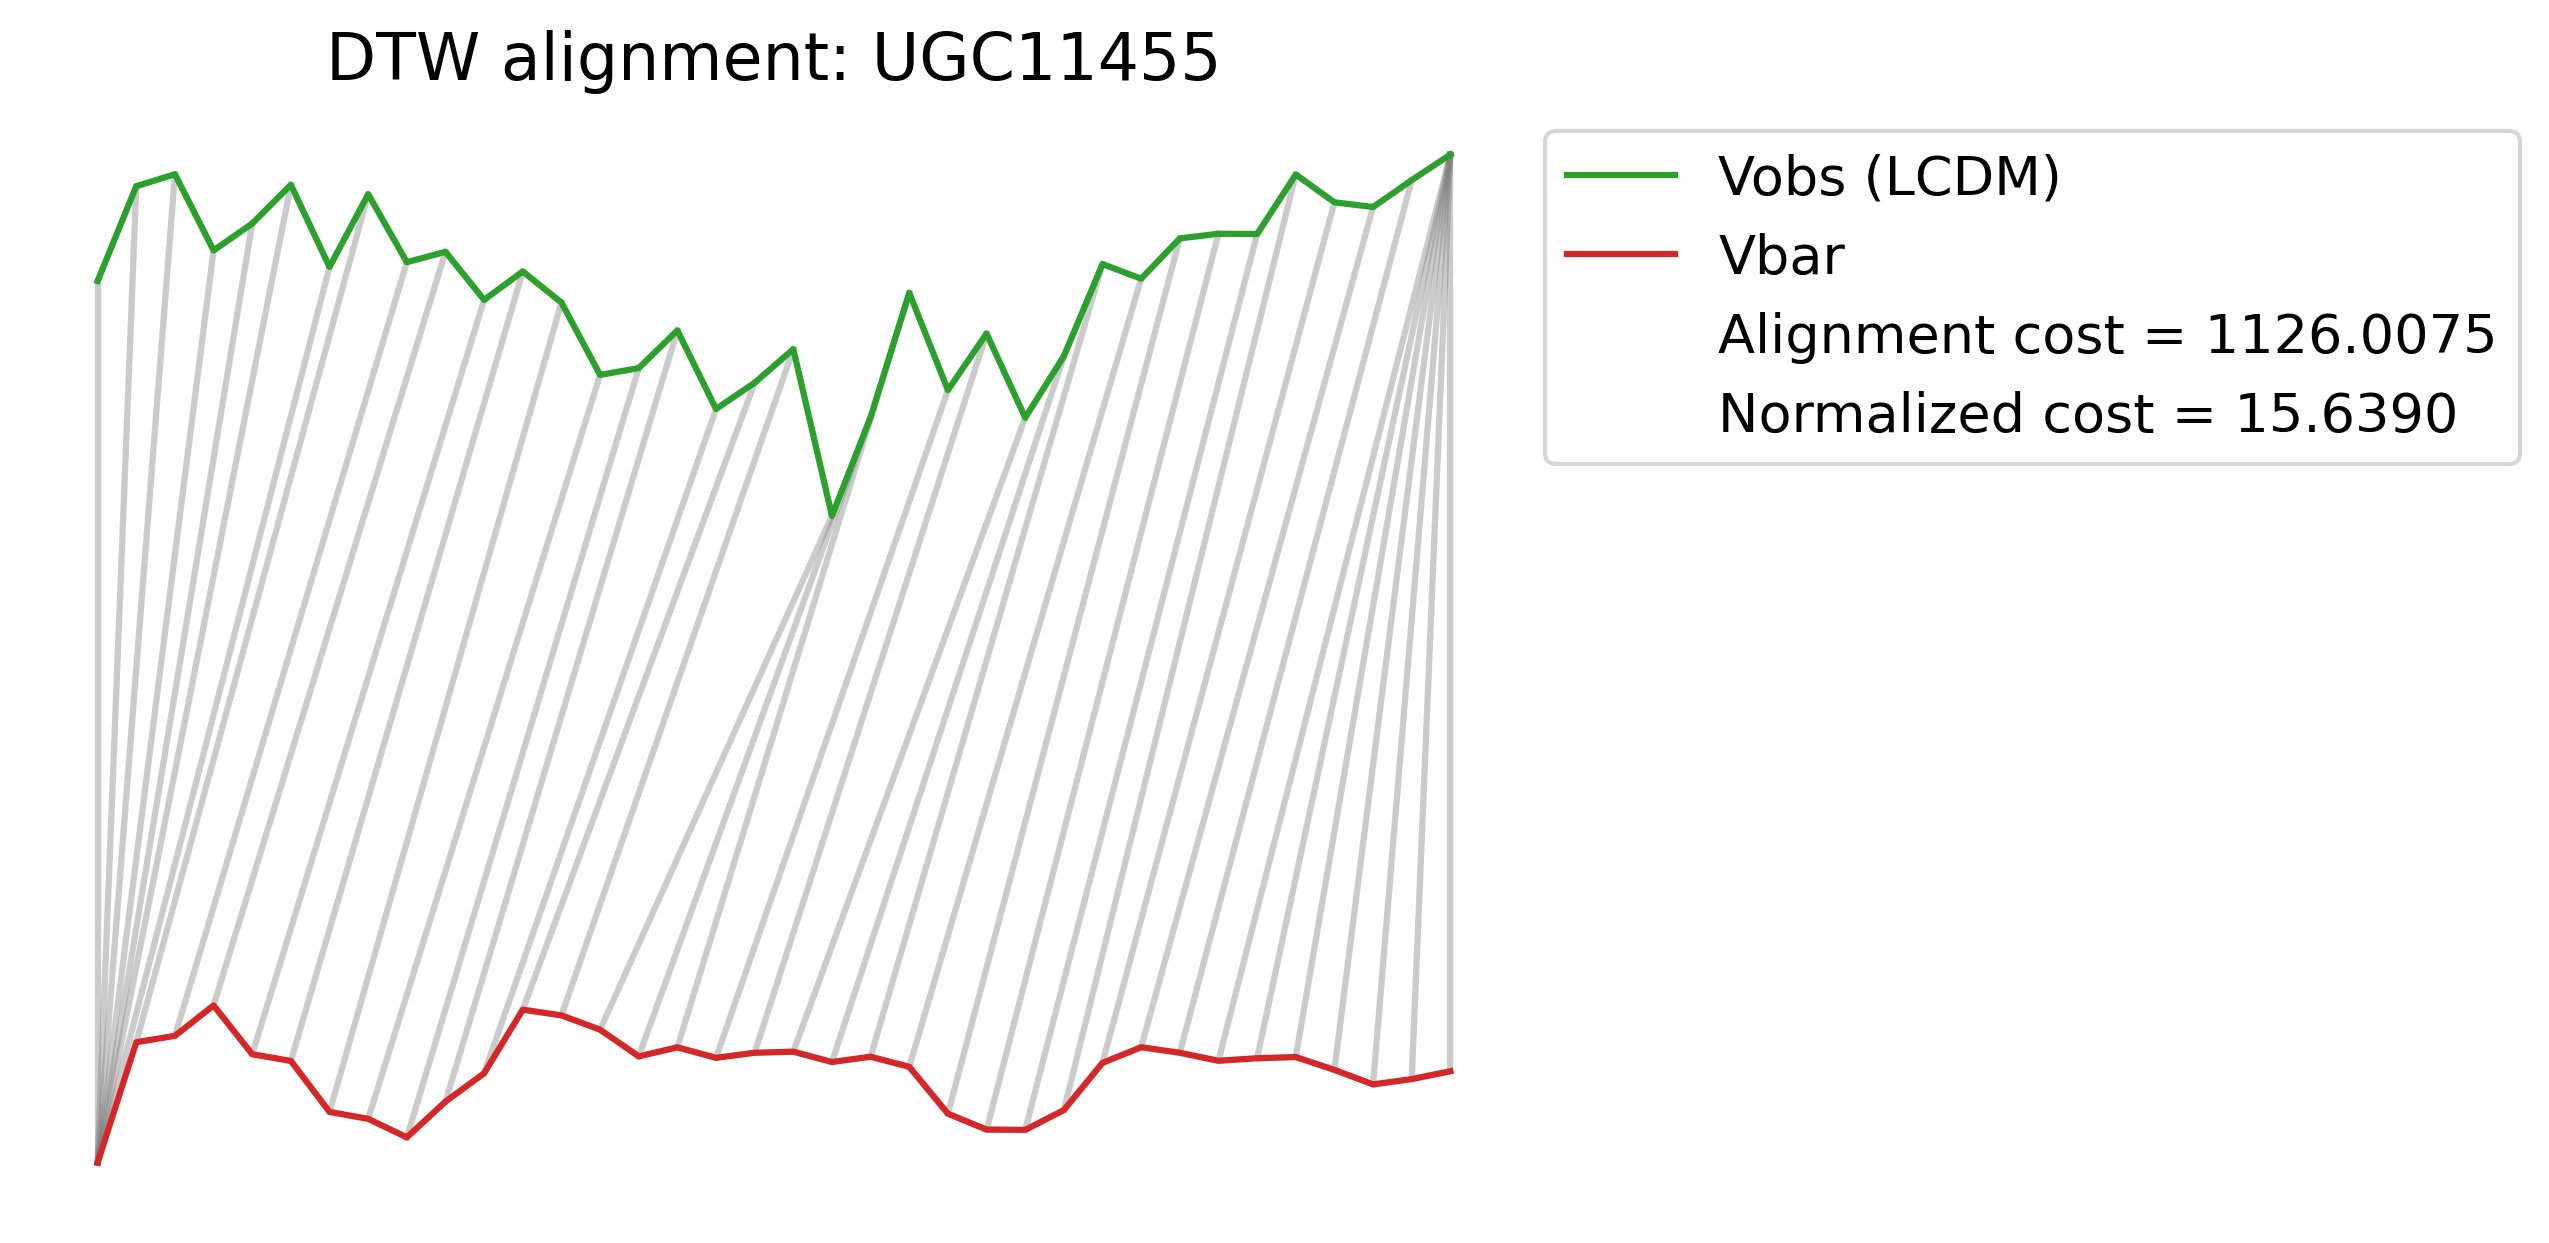 DTW alignment: UGC11455
Vobs (LCDM)
Vbar
Alignment cost = 1126.0075
Normalized cost = 15.6390